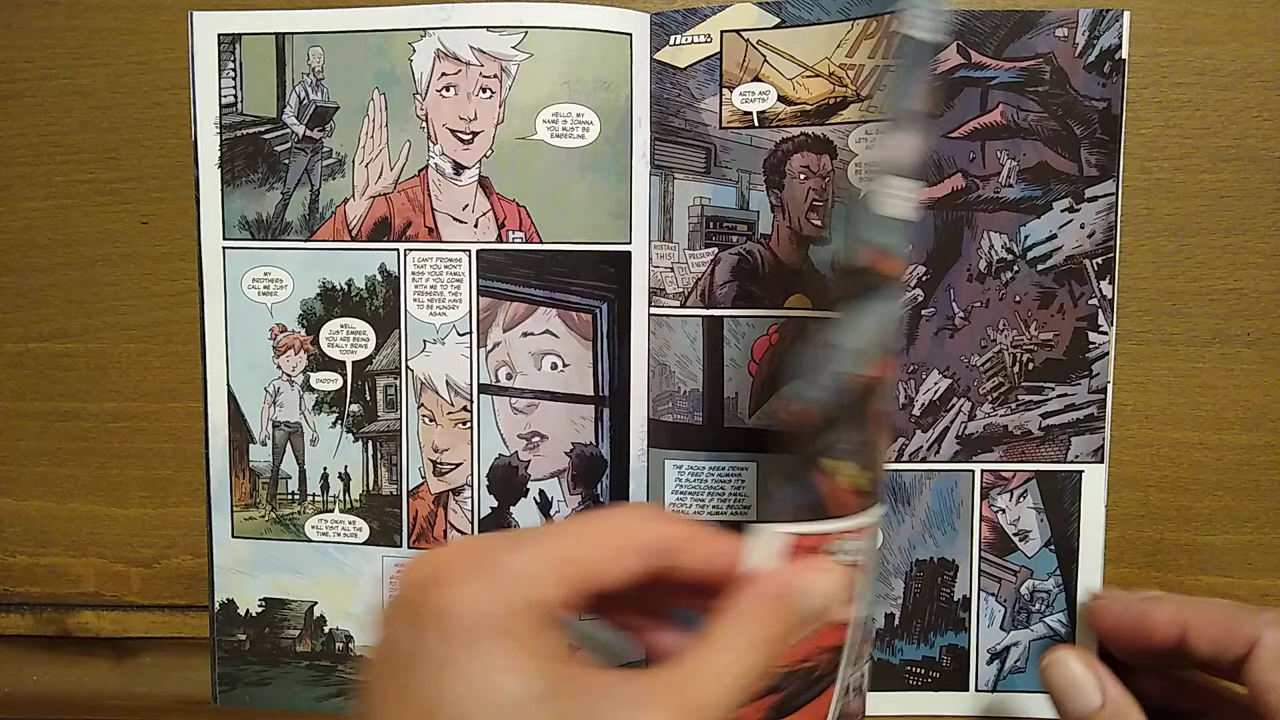 HELLO, MY
NAME IS JOANNA.
YOU MUST BE
EMBERLINE.
MY
BROTHERS
CALL ME JUST
EMBER.
WELL,
JUST EMBER,
YOU ARE BEING
REALLY BRAVE
TODAY.
DADDY?
IT'S OKAY. WE
WILL VISIT ALL THE
TIME, I'M SURE.
I CAN'T PROMISE
THAT YOU WON'T
MISS YOUR FAMILY,
BUT IF YOU COME
WITH ME TO THE
PRESERVE, THEY
WILL NEVER HAVE
TO BE HUNGRY
AGAIN.
NOW.
ARTS AND
CRAFTS!
MISTAKE
THIS!
PRESERVE
THE JACKS SEEM DRAWN
TO FEED ON HUMANS.
DR. SLATES THINKS IT'S
PSYCHOLOGICAL. THEY
REMEMBER BEING SMALL,
AND THINK IF THEY EAT
PEOPLE THEY WILL BECOME
SMALL AND HUMAN AGAIN